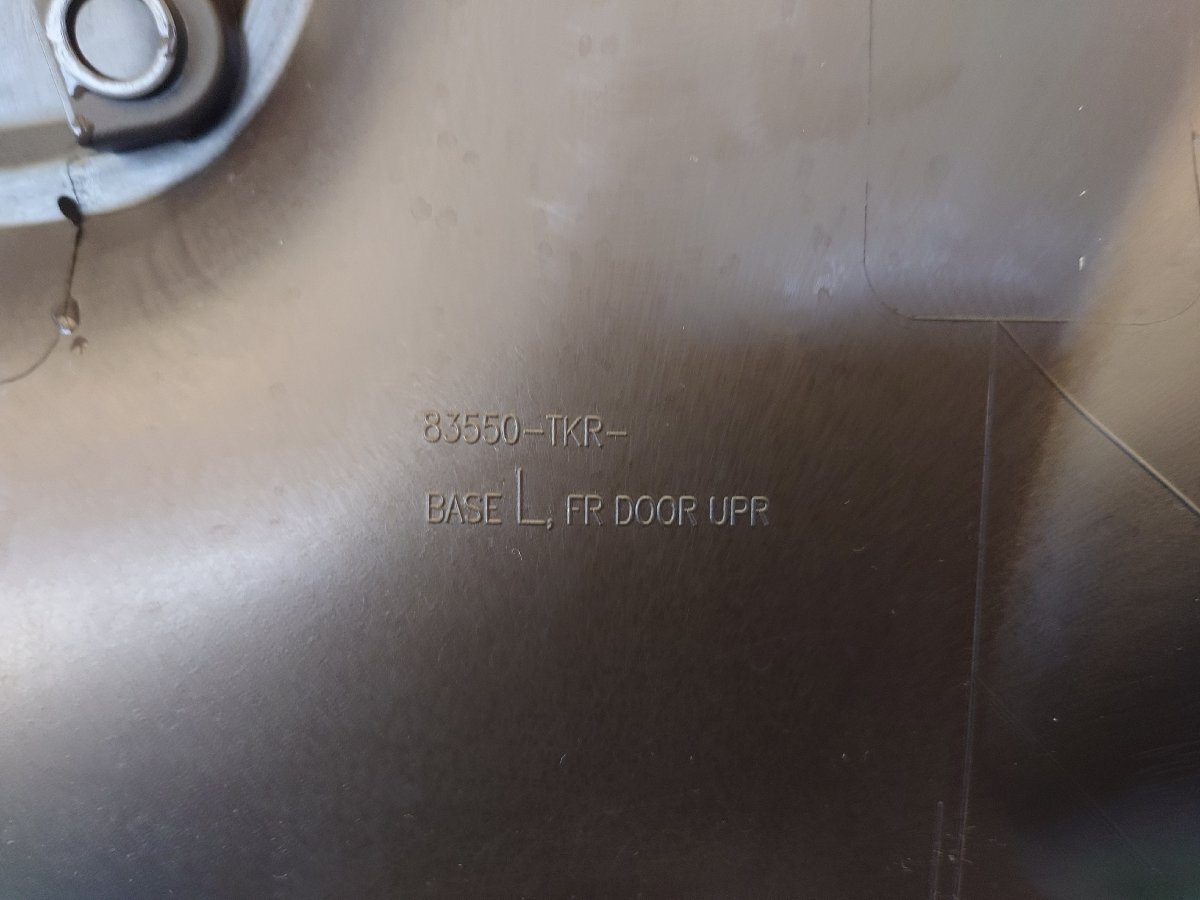 83550-TKR-
BASE L, FR DOOR UPR